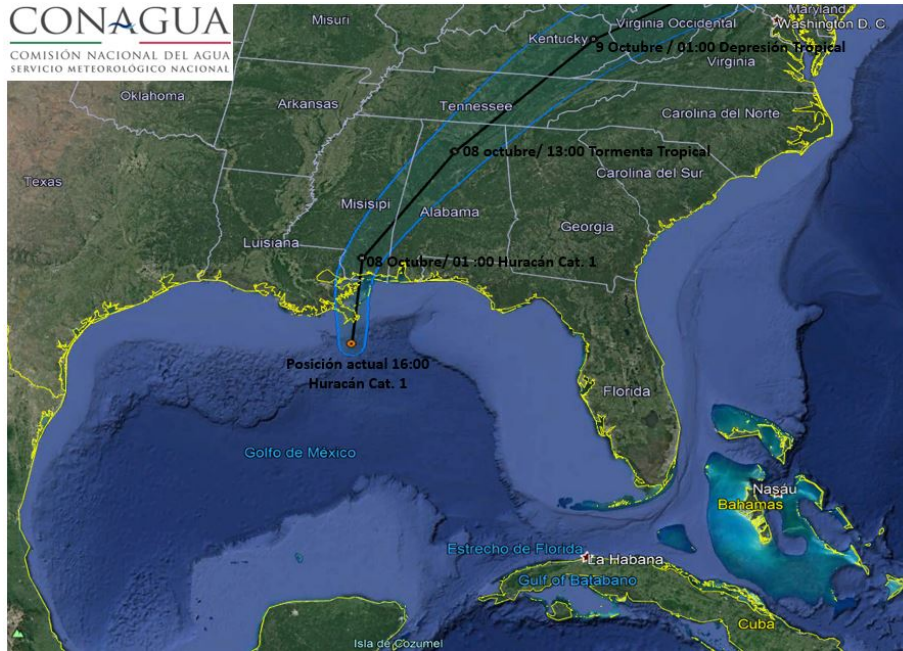 CONAGUA
COMISIÓN NACIONAL DEL AGUA
SERVICIO METEOROLÓGICO NACIONAL
Misuri
Maryland
Washington D. C.
Virginia Occidental
Kentucky
9 Octubre / 01:00 Depresión Tropical
Virginia
Oklahoma
Arkansas
Tennessee
Carolina del Norte
08 octubre/ 13:00 Tormenta Tropical
Carolina del Sur
Texas
Misisipi
Alabama
Georgia
Luisiana
08 Octubre/ 01 :00 Huracán Cat. 1
Posición actual 16:00
Huracán Cat. 1
Florida
Golfo de México
Nasáu
Bahamas
Estrecho de Florida
La Habana
Gulf of Batabano
Cuba
Isla de Cozumel